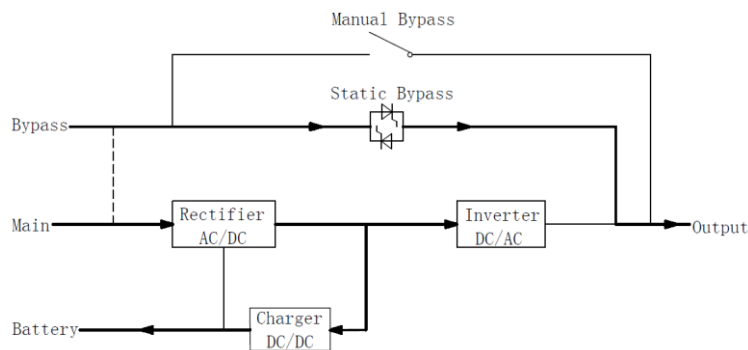 Manual Bypass
Static Bypass
Bypass
Main
Rectifier
AC/DC
Inverter
DC/AC
Output
Battery
Charger
DC/DC